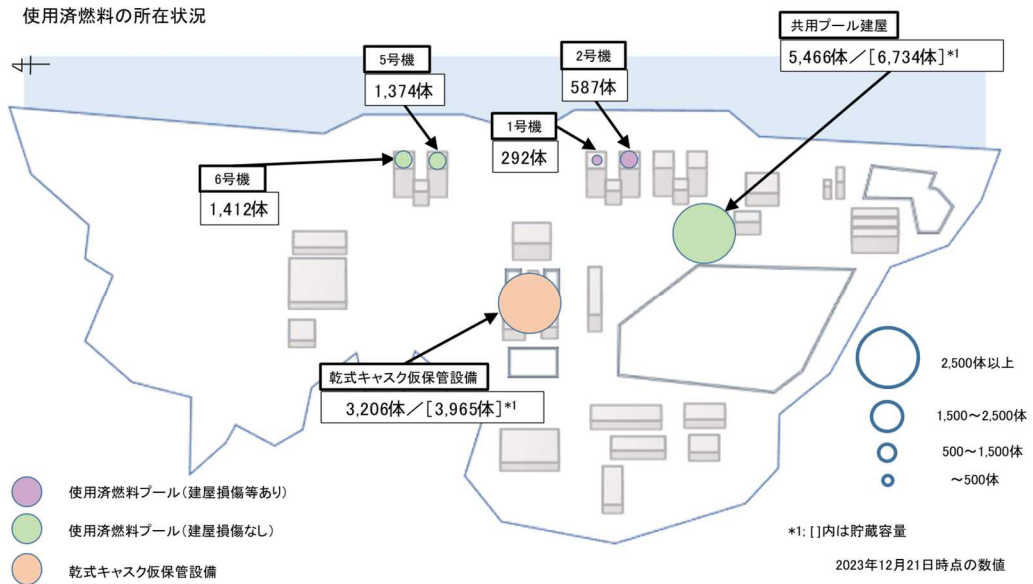 使用済燃料の所在状況
共用プール建屋
5,466体／[6,734体]*1
5号機
1,374体
2号機
587体
1号機
292体
6号機
1,412体
乾式キャスク仮保管設備
3,206体／[3,965体]*1
2,500体以上
1,500～2,500体
500～1,500体
～500体
使用済燃料プール(建屋損傷等あり)
使用済燃料プール(建屋損傷なし)
乾式キャスク仮保管設備
*1; [ ]内は貯蔵容量
2023年12月21日時点の数値